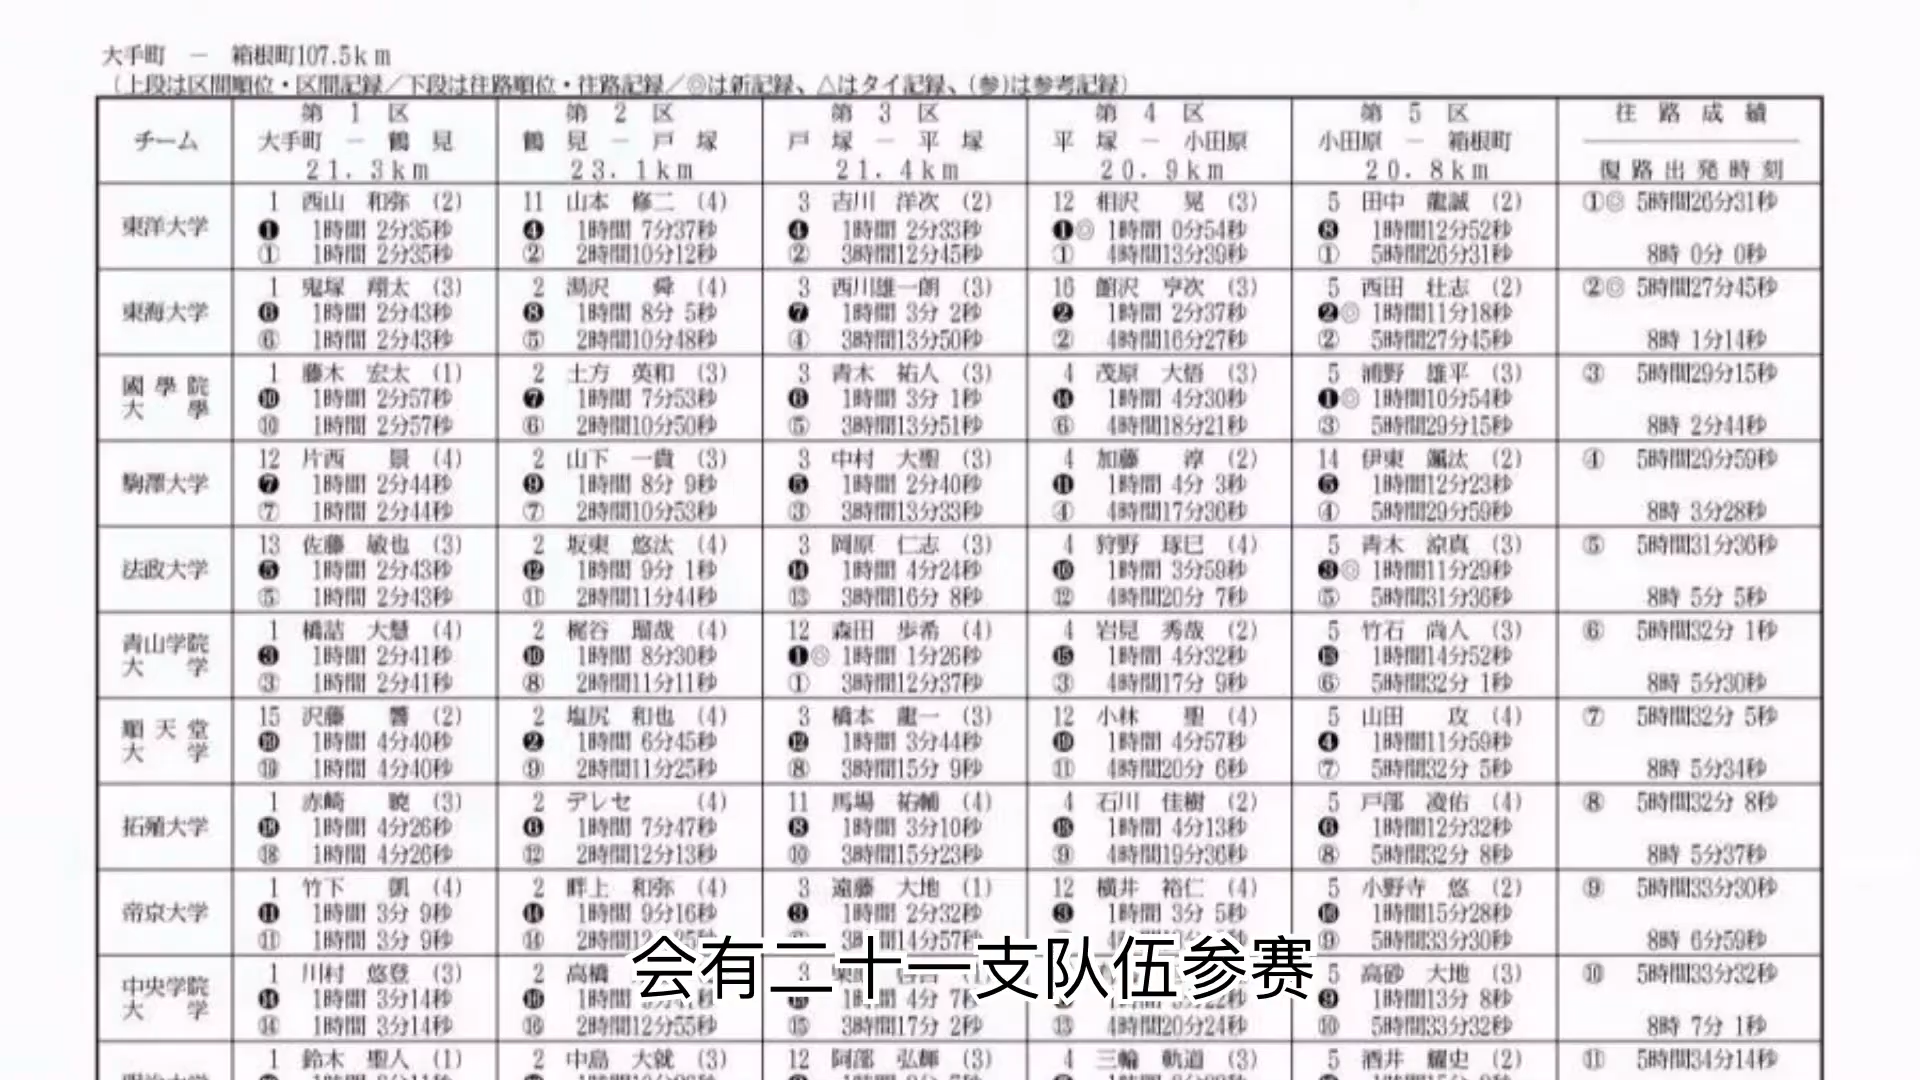 大手町 － 箱根町107.5km
(上段は区間順位・区間記録／下段は往路順位・往路記録／◎は新記録、△はタイ記録、(参)は参考記録)
チーム 第1区 第2区 第3区 第4区 第5区 往路成績
大手町 － 鶴見 鶴見 － 戸塚 戸塚 － 平塚 平塚 － 小田原 小田原 － 箱根町
21.3km 23.1km 21.4km 20.9km 20.8km 復路出発時刻
東洋大学
1 西山 和弥 (2) 11 山本 修二 (4) 3 吉川 洋次 (2) 12 相沢 晃 (3) 5 田中 龍誠 (2) ①◎ 5時間26分31秒
❶ 1時間 2分35秒 ❹ 1時間 7分37秒 ❹ 1時間 2分33秒 ❶◎ 1時間 0分54秒 ❽ 1時間12分52秒
① 1時間 2分35秒 ② 2時間10分12秒 ② 3時間12分45秒 ① 4時間13分39秒 ① 5時間26分31秒 8時 0分 0秒
東海大学
1 鬼塚 翔太 (3) 2 湯沢 舜 (4) 3 西川雄一朗 (3) 16 館沢 亨次 (3) 5 西田 壮志 (2) ②◎ 5時間27分45秒
❻ 1時間 2分43秒 ❽ 1時間 8分 5秒 ❼ 1時間 3分 2秒 ❷ 1時間 2分37秒 ❷◎ 1時間11分18秒
⑥ 1時間 2分43秒 ⑤ 2時間10分48秒 ④ 3時間13分50秒 ② 4時間16分27秒 ② 5時間27分45秒 8時 1分14秒
國學院大學
1 藤木 宏太 (1) 2 土方 英和 (3) 3 青木 祐人 (3) 4 茂原 大悟 (3) 5 浦野 雄平 (3) ③ 5時間29分15秒
❿ 1時間 2分57秒 ❼ 1時間 7分53秒 ❻ 1時間 3分 1秒 ⓮ 1時間 4分30秒 ❶◎ 1時間10分54秒
⑩ 1時間 2分57秒 ⑥ 2時間10分50秒 ⑤ 3時間13分51秒 ⑥ 4時間18分21秒 ③ 5時間29分15秒 8時 2分44秒
駒澤大学
12 片西 景 (4) 2 山下 一貴 (3) 3 中村 大聖 (3) 4 加藤 淳 (2) 14 伊東 颯汰 (2) ④ 5時間29分59秒
❼ 1時間 2分44秒 ❾ 1時間 8分 9秒 ❺ 1時間 2分40秒 ⓫ 1時間 4分 3秒 ❺ 1時間12分23秒
⑦ 1時間 2分44秒 ⑦ 2時間10分53秒 ③ 3時間13分33秒 ④ 4時間17分36秒 ④ 5時間29分59秒 8時 3分28秒
法政大学
13 佐藤 敏也 (3) 2 坂東 悠汰 (4) 3 岡原 仁志 (3) 4 狩野 琢巳 (4) 5 青木 涼真 (3) ⑤ 5時間31分36秒
❺ 1時間 2分43秒 ⓬ 1時間 9分 1秒 ⓮ 1時間 4分24秒 ❿ 1時間 3分59秒 ❸◎ 1時間11分29秒
⑤ 1時間 2分43秒 ⑪ 2時間11分44秒 ⑬ 3時間16分 8秒 ⑫ 4時間20分 7秒 ⑤ 5時間31分36秒 8時 5分 5秒
青山学院大学
1 橋詰 大慧 (4) 2 梶谷 瑠哉 (4) 12 森田 歩希 (4) 4 岩見 秀哉 (2) 5 竹石 尚人 (3) ⑥ 5時間32分 1秒
❸ 1時間 2分41秒 ❿ 1時間 8分30秒 ❶◎ 1時間 1分26秒 ⓯ 1時間 4分32秒 ⓭ 1時間14分52秒
③ 1時間 2分41秒 ⑧ 2時間11分11秒 ① 3時間12分37秒 ③ 4時間17分 9秒 ⑥ 5時間32分 1秒 8時 5分30秒
順天堂大学
15 沢藤 響 (2) 2 塩尻 和也 (4) 3 橋本 龍一 (3) 12 小林 聖 (4) 5 山田 攻 (4) ⑦ 5時間32分 5秒
⓳ 1時間 4分40秒 ❷ 1時間 6分45秒 ⓬ 1時間 3分44秒 ⓳ 1時間 4分57秒 ❹ 1時間11分59秒
⑲ 1時間 4分40秒 ⑨ 2時間11分25秒 ⑧ 3時間15分 9秒 ⑪ 4時間20分 6秒 ⑦ 5時間32分 5秒 8時 5分34秒
拓殖大学
1 赤崎 暁 (3) 2 デレセ (4) 11 馬場 祐輔 (4) 4 石川 佳樹 (2) 5 戸部 凌佑 (4) ⑧ 5時間32分 8秒
⓲ 1時間 4分26秒 ❻ 1時間 7分47秒 ❽ 1時間 3分10秒 ⓭ 1時間 4分13秒 ❻ 1時間12分32秒
⑱ 1時間 4分26秒 ⑫ 2時間12分13秒 ⑩ 3時間15分23秒 ⑨ 4時間19分36秒 ⑧ 5時間32分 8秒 8時 5分37秒
帝京大学
1 竹下 凱 (4) 2 畔上 和弥 (4) 3 遠藤 大地 (1) 12 横井 裕仁 (4) 5 小野寺 悠 (2) ⑨ 5時間33分30秒
⓫ 1時間 3分 9秒 ⓮ 1時間 9分16秒 ❸ 1時間 2分32秒 ❸ 1時間 3分 5秒 ⓰ 1時間15分28秒
⑪ 1時間 3分 9秒 ⑭ 2時間12分25秒 3時間14分57秒 ⑨ 5時間33分30秒 8時 6分59秒
会有二十一支队伍参赛
中央学院大学
1 川村 悠登 (3) 2 高橋 3 5 高砂 大地 (3) ⑩ 5時間33分32秒
⓮ 1時間 3分14秒 ⓰ 1時間 4分 7秒 ❾ 1時間13分 8秒
⑭ 1時間 3分14秒 ⑯ 2時間12分55秒 ⑮ 3時間17分 2秒 ⑬ 4時間20分24秒 ⑩ 5時間33分32秒 8時 7分 1秒
1 鈴木 聖人 (1) 2 中島 大就 (3) 12 阿部 弘輝 (3) 4 三輪 軌道 (3) 5 酒井 耀史 (2) ⑪ 5時間34分14秒